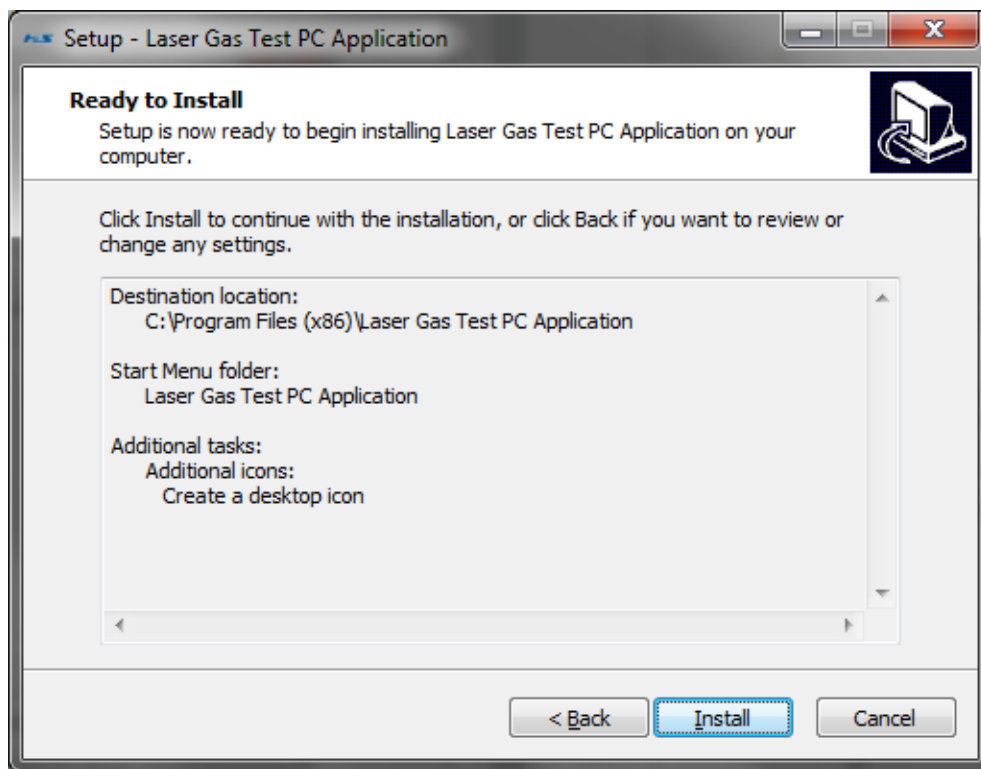 Setup - Laser Gas Test PC Application
Ready to Install
Setup is now ready to begin installing Laser Gas Test PC Application on your
computer.
Click Install to continue with the installation, or click Back if you want to review or
change any settings.
Destination location:
C:\Program Files (x86)\Laser Gas Test PC Application
Start Menu folder:
Laser Gas Test PC Application
Additional tasks:
Additional icons:
Create a desktop icon
< Back
Install
Cancel